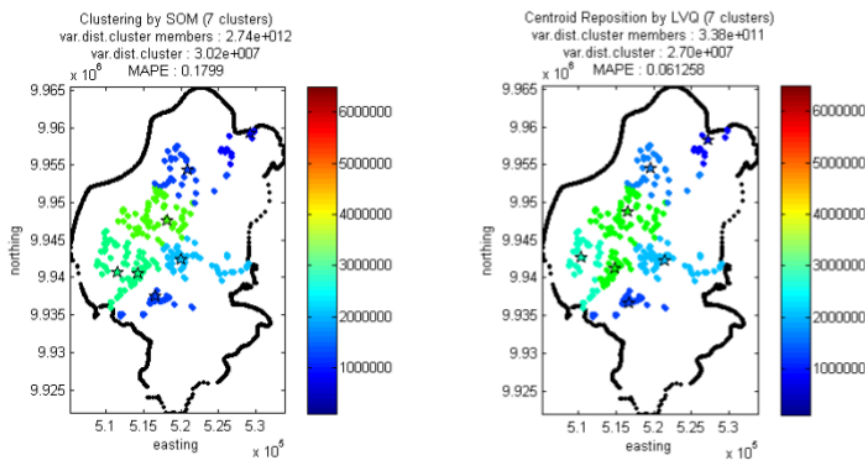 Clustering by SOM (7 clusters)
var.dist.cluster members : 2.74e+012
var.dist.cluster : 3.02e+007
MAPE : 0.1799
x 10^6
9.965
9.96
9.955
9.95
9.945
9.94
9.935
9.93
9.925
northing
5.1 5.15 5.2 5.25 5.3
easting
x 10^5
6000000
5000000
4000000
3000000
2000000
1000000
Centroid Reposition by LVQ (7 clusters)
var.dist.cluster members : 3.38e+011
var.dist.cluster : 2.70e+007
MAPE : 0.061258
x 10^6
9.965
9.96
9.955
9.95
9.945
9.94
9.935
9.93
9.925
northing
5.1 5.15 5.2 5.25 5.3
easting
x 10^5
6000000
5000000
4000000
3000000
2000000
1000000